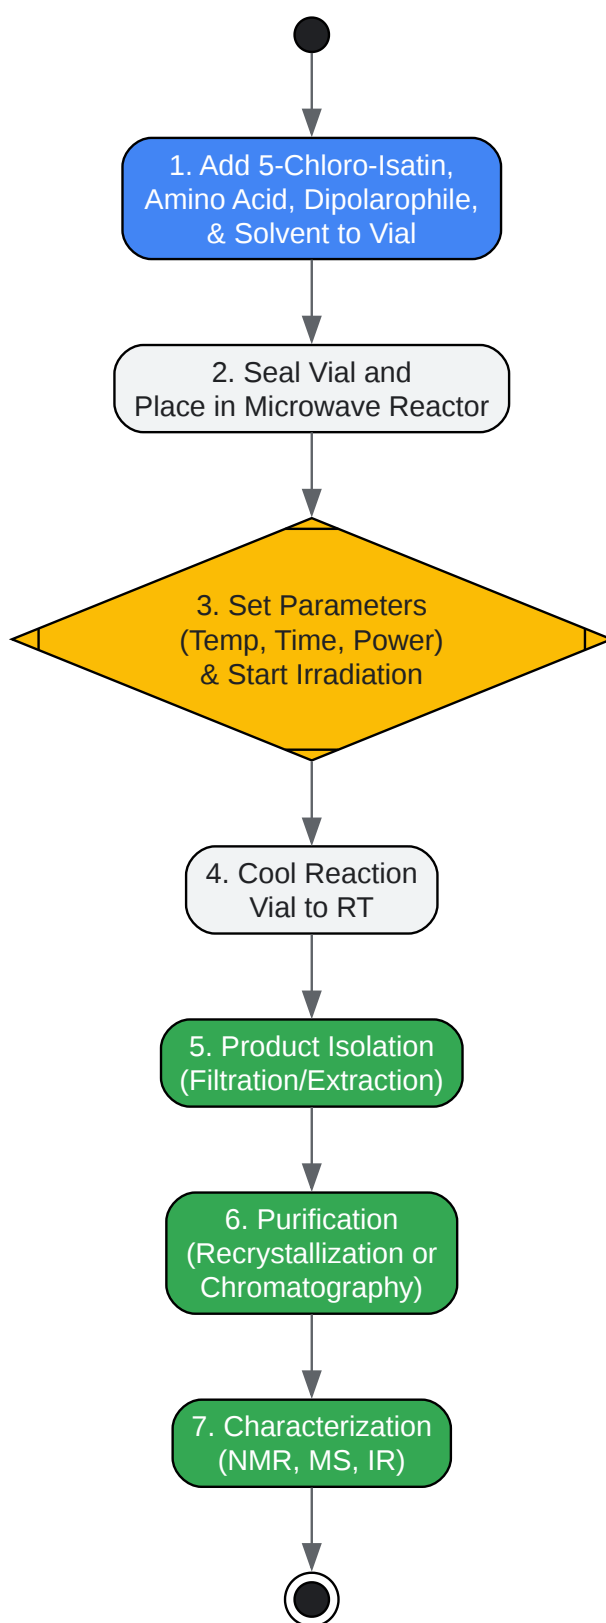 1. Add 5-Chloro-Isatin,
Amino Acid, Dipolarophile,
& Solvent to Vial
2. Seal Vial and
Place in Microwave Reactor
3. Set Parameters
(Temp, Time, Power)
& Start Irradiation
4. Cool Reaction
Vial to RT
5. Product Isolation
(Filtration/Extraction)
6. Purification
(Recrystallization or
Chromatography)
7. Characterization
(NMR, MS, IR)